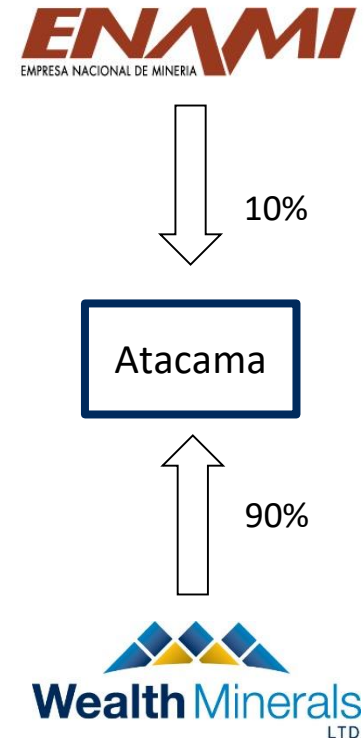 ENAMI
EMPRESA NACIONAL DE MINERIA
10%
Atacama
90%
Wealth Minerals
LTD